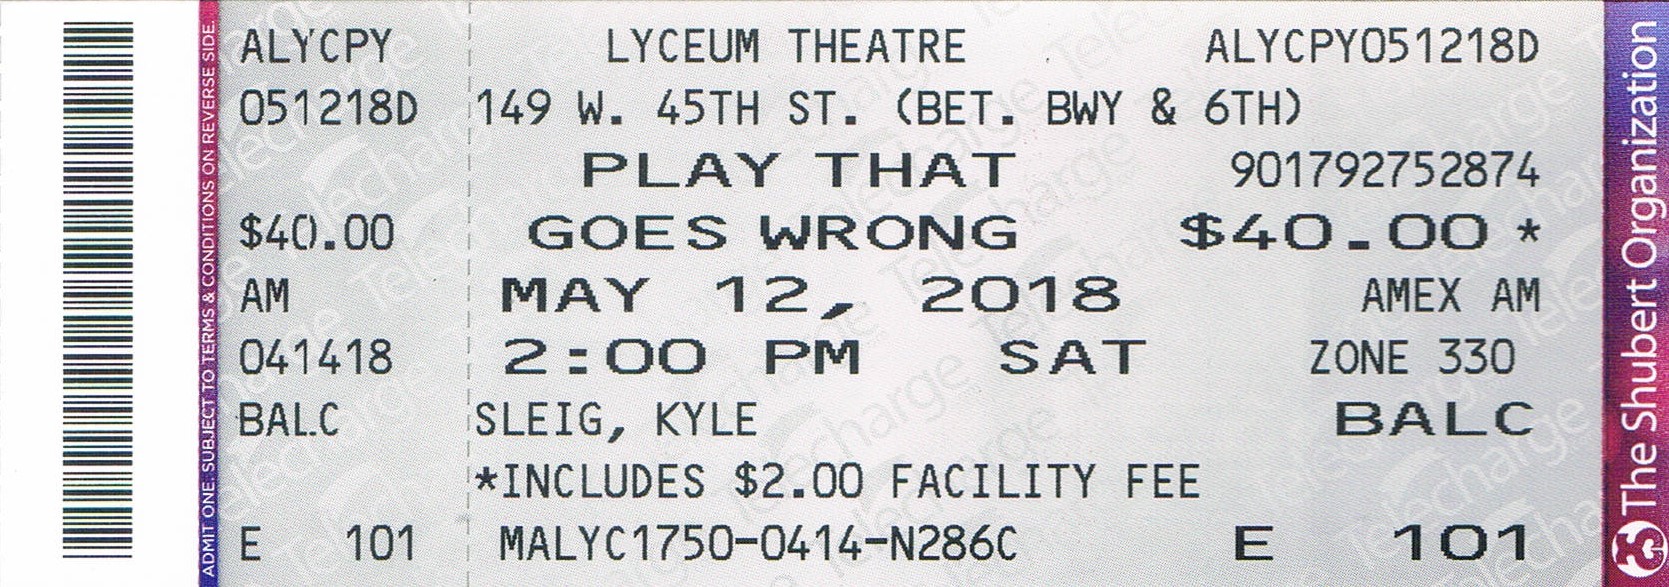 ADMIT ONE. SUBJECT TO TERMS & CONDITIONS ON REVERSE SIDE.
ALYCPY
051218D
$40.00
AM
041418
BALC
E 101
LYCEUM THEATRE ALYCPY051218D
149 W. 45TH ST. (BET. BWY & 6TH)
PLAY THAT 901792752874
GOES WRONG $40.00 *
MAY 12, 2018 AMEX AM
2:00 PM SAT ZONE 330
SLEIG, KYLE BALC
*INCLUDES $2.00 FACILITY FEE
MALYC1750-0414-N286C E 101
The Shubert Organization
Telecharge